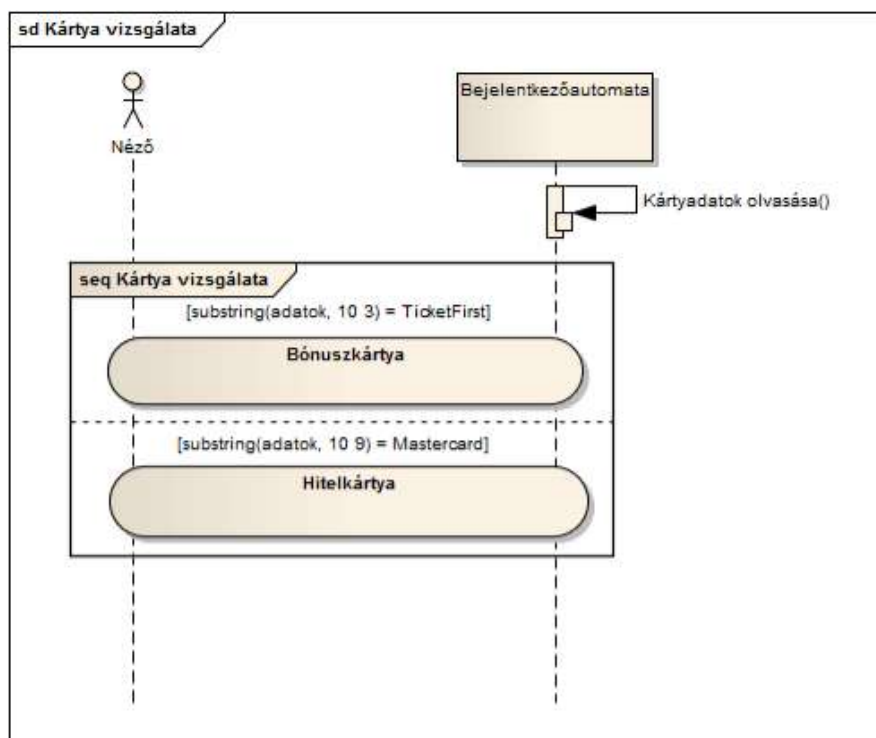 sd Kártya vizsgálata
Néző
Bejelentkezőautomata
Kártyadatok olvasása()
seq Kártya vizsgálata
[substring(adatok, 10 3) = TicketFirst]
Bónuszkártya
[substring(adatok, 10 9) = Mastercard]
Hitelkártya